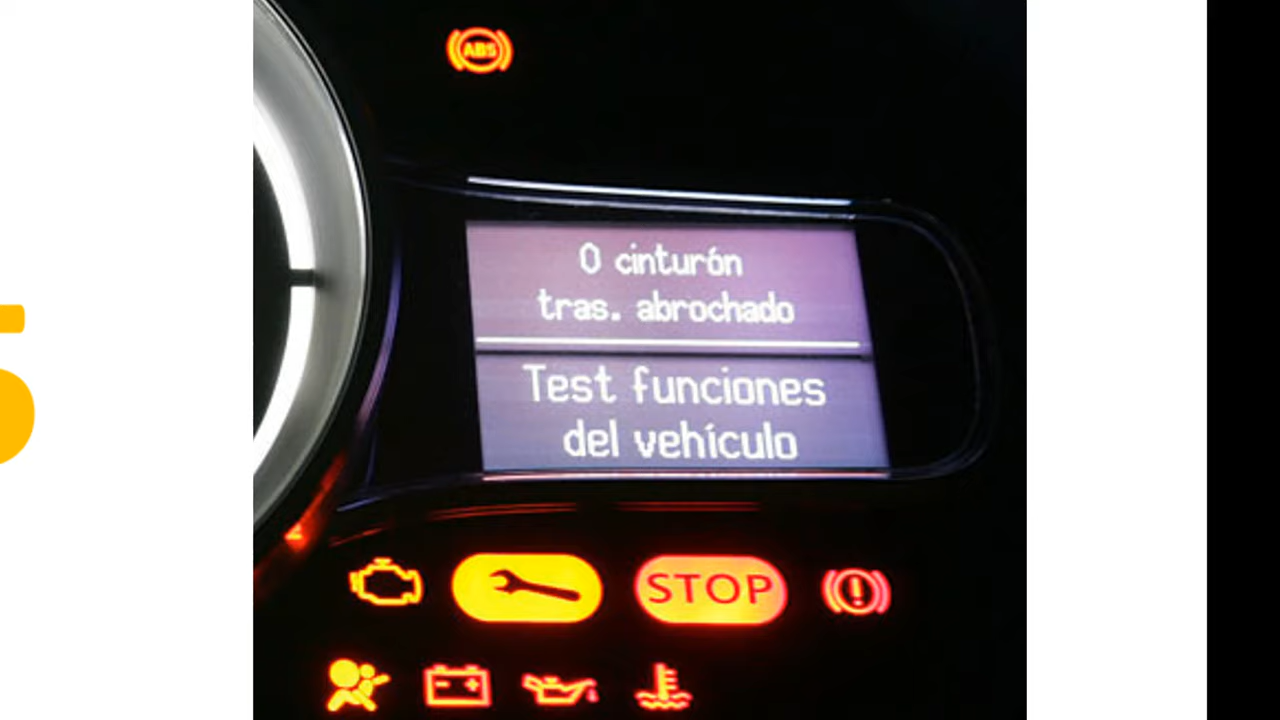 ABS
0 cinturón
tras. abrochado
Test funciones
del vehículo
STOP